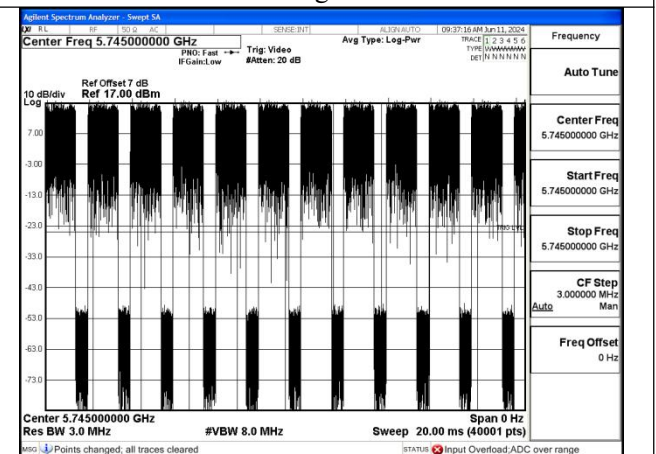 Agilent Spectrum Analyzer - Swept SA
RL RF 50 Ω AC SENSE:INT ALIGN AUTO 09:37:16 AM Jun 11, 2024
Center Freq 5.745000000 GHz
PNO: Fast
IFGain:Low
Trig: Video
#Atten: 20 dB
Avg Type: Log-Pwr
TRACE 1 2 3 4 5 6
TYPE WWWWWW
DET N N N N N N
Ref Offset 7 dB
10 dB/div Ref 17.00 dBm
Log
7.00
-3.00
-13.0
-23.0
TRIG LVL
-33.0
-43.0
-53.0
-63.0
-73.0
Center 5.745000000 GHz Span 0 Hz
Res BW 3.0 MHz #VBW 8.0 MHz Sweep 20.00 ms (40001 pts)
MSG Points changed; all traces cleared STATUS Input Overload;ADC over range
Frequency
Auto Tune
Center Freq
5.745000000 GHz
Start Freq
5.745000000 GHz
Stop Freq
5.745000000 GHz
CF Step
3.000000 MHz
Auto Man
Freq Offset
0 Hz